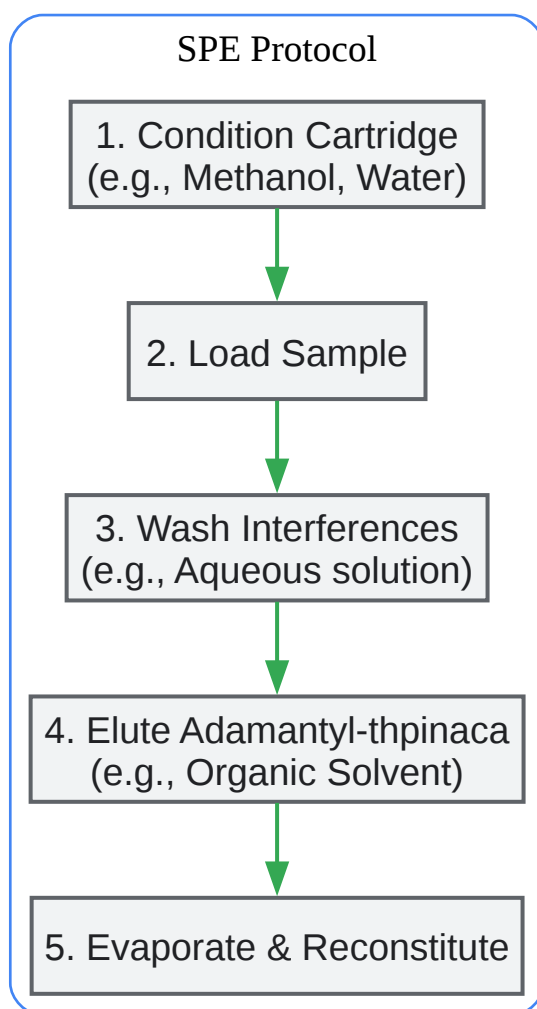 SPE Protocol
1. Condition Cartridge
(e.g., Methanol, Water)
2. Load Sample
3. Wash Interferences
(e.g., Aqueous solution)
4. Elute Adamantyl-thpinaca
(e.g., Organic Solvent)
5. Evaporate & Reconstitute